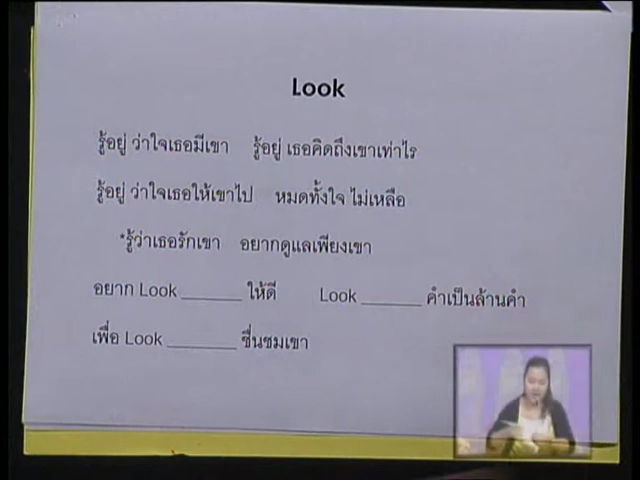 Look
รู้อยู่ ว่าใจเธอมีเขา รู้อยู่ เธอคิดถึงเขาเท่าไร
รู้อยู่ ว่าใจเธอให้เขาไป หมดทั้งใจ ไม่เหลือ
*รู้ว่าเธอรักเขา อยากดูแลเพียงเขา
อยาก Look ______ ให้ดี Look ______ คำเป็นล้านคำ
เพื่อ Look _______ ชื่นชมเขา